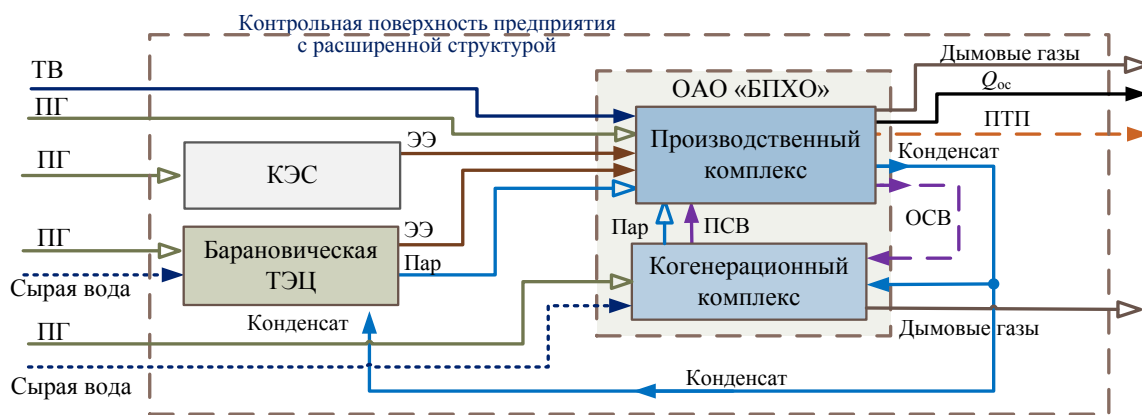 Контрольная поверхность предприятия
с расширенной структурой
Дымовые газы
ТВ
ОАО «БПХО»
Qос
ПГ
ПТП
ЭЭ
Производственный
комплекс
Конденсат
ПГ
КЭС
ЭЭ
Пар
ПСВ
ОСВ
ПГ
Барановическая
ТЭЦ
Пар
Когенерационный
комплекс
Сырая вода
ПГ
Конденсат
Дымовые газы
Сырая вода
Конденсат